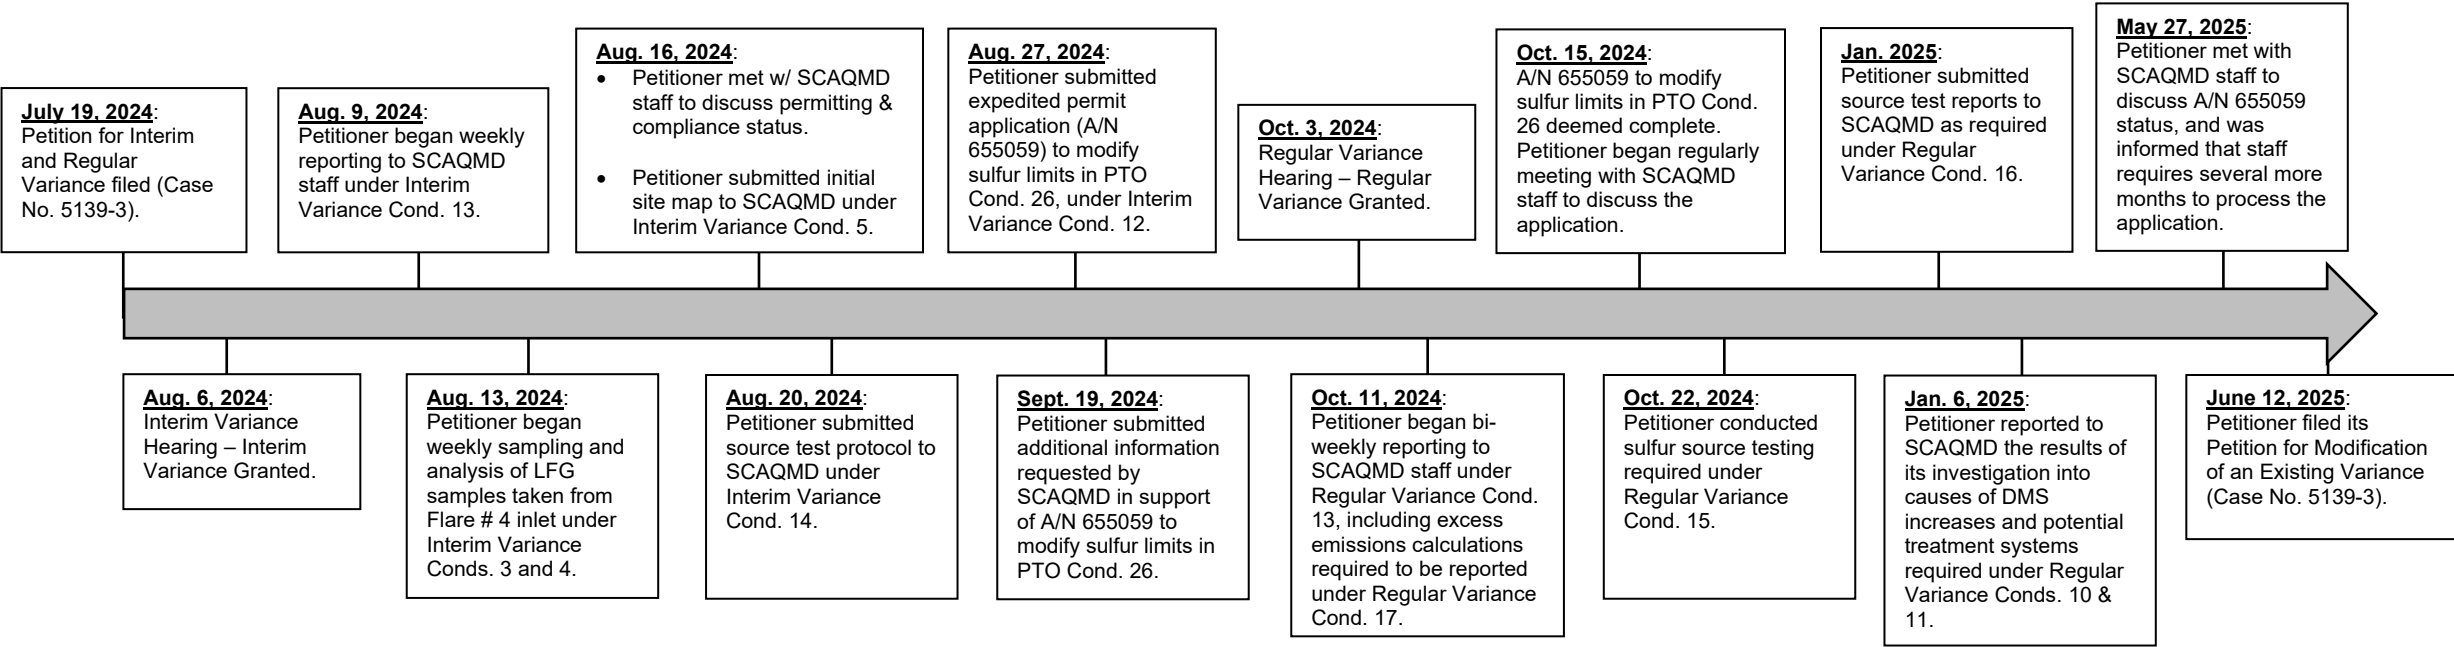 July 19, 2024:
Petition for Interim
and Regular
Variance filed (Case
No. 5139-3).
Aug. 9, 2024:
Petitioner began weekly
reporting to SCAQMD
staff under Interim
Variance Cond. 13.
Aug. 16, 2024:
• Petitioner met w/ SCAQMD
staff to discuss permitting &
compliance status.
• Petitioner submitted initial
site map to SCAQMD under
Interim Variance Cond. 5.
Aug. 27, 2024:
Petitioner submitted
expedited permit
application (A/N
655059) to modify
sulfur limits in PTO
Cond. 26, under Interim
Variance Cond. 12.
Oct. 3, 2024:
Regular Variance
Hearing – Regular
Variance Granted.
Oct. 15, 2024:
A/N 655059 to modify
sulfur limits in PTO Cond.
26 deemed complete.
Petitioner began regularly
meeting with SCAQMD
staff to discuss the
application.
Jan. 2025:
Petitioner submitted
source test reports to
SCAQMD as required
under Regular
Variance Cond. 16.
May 27, 2025:
Petitioner met with
SCAQMD staff to
discuss A/N 655059
status, and was
informed that staff
requires several more
months to process the
application.
Aug. 6, 2024:
Interim Variance
Hearing – Interim
Variance Granted.
Aug. 13, 2024:
Petitioner began
weekly sampling and
analysis of LFG
samples taken from
Flare # 4 inlet under
Interim Variance
Conds. 3 and 4.
Aug. 20, 2024:
Petitioner submitted
source test protocol to
SCAQMD under
Interim Variance
Cond. 14.
Sept. 19, 2024:
Petitioner submitted
additional information
requested by
SCAQMD in support
of A/N 655059 to
modify sulfur limits in
PTO Cond. 26.
Oct. 11, 2024:
Petitioner began bi-
weekly reporting to
SCAQMD staff under
Regular Variance Cond.
13, including excess
emissions calculations
required to be reported
under Regular Variance
Cond. 17.
Oct. 22, 2024:
Petitioner conducted
sulfur source testing
required under
Regular Variance
Cond. 15.
Jan. 6, 2025:
Petitioner reported to
SCAQMD the results of
its investigation into
causes of DMS
increases and potential
treatment systems
required under Regular
Variance Conds. 10 &
11.
June 12, 2025:
Petitioner filed its
Petition for Modification
of an Existing Variance
(Case No. 5139-3).